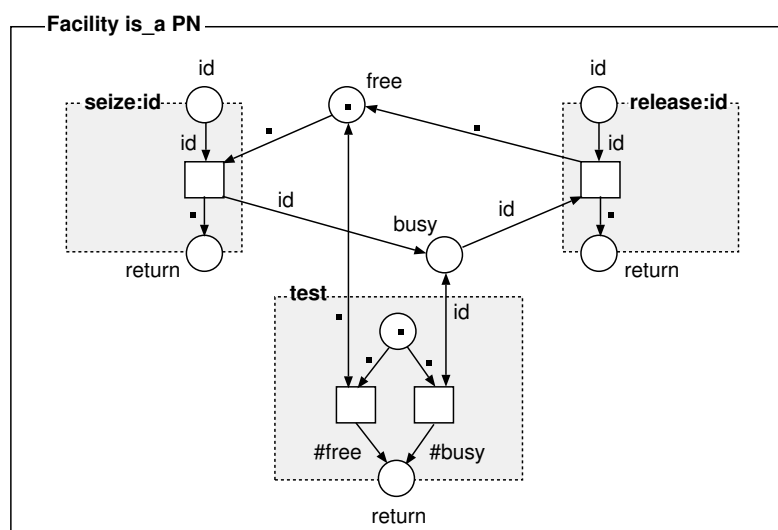 Facility is_a PN
id
free
id
seize:id
release:id
id
id
id
busy
id
return
return
test
id
#free
#busy
return